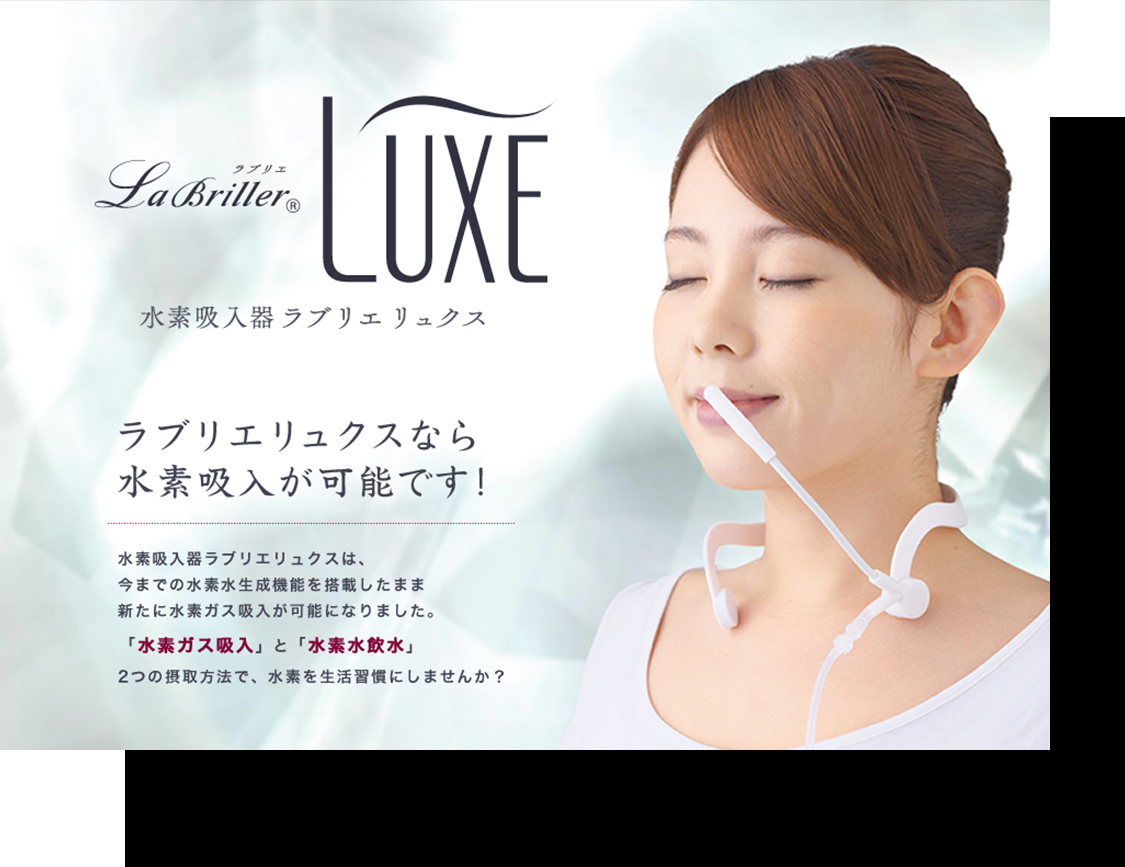 ラブリエ
LaBriller®
LUXE
水素吸入器 ラブリエ リュクス
ラブリエリュクスなら
水素吸入が可能です!
水素吸入器ラブリエリュクスは、
今までの水素水生成機能を搭載したまま
新たに水素ガス吸入が可能になりました。
「水素ガス吸入」と「水素水飲水」
2つの摂取方法で、水素を生活習慣にしませんか？